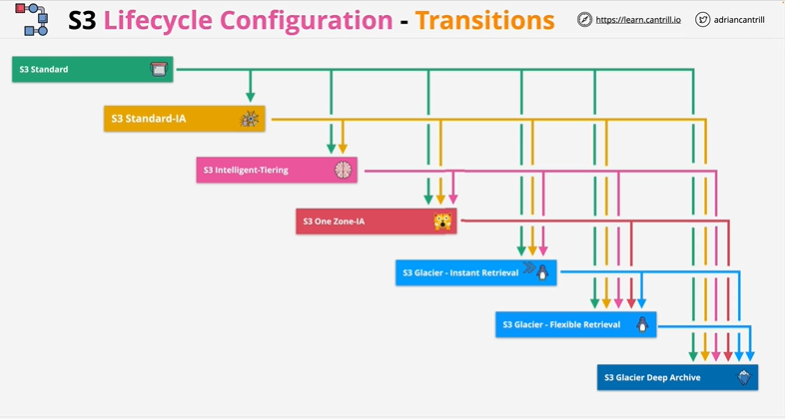 S3 Lifecycle Configuration - Transitions
https://learn.cantrill.io
adriancantrill
S3 Standard
S3 Standard-IA
S3 Intelligent-Tiering
S3 One Zone-IA
S3 Glacier - Instant Retrieval
S3 Glacier - Flexible Retrieval
S3 Glacier Deep Archive